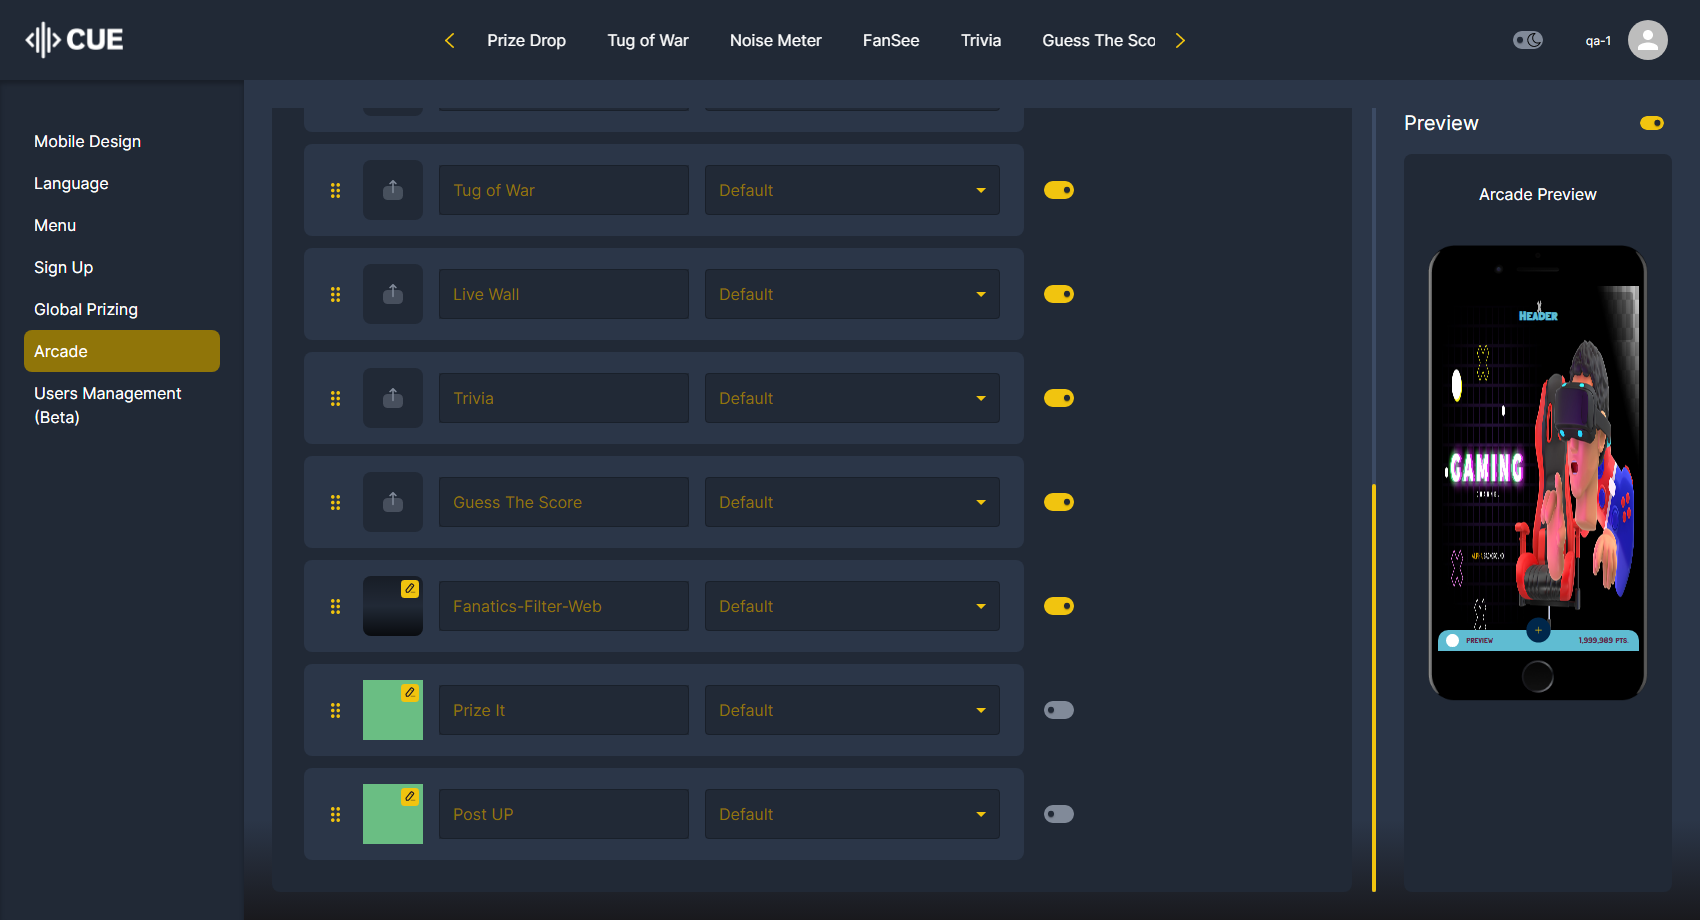 CUE
Prize Drop
Tug of War
Noise Meter
FanSee
Trivia
Guess The Sco
qa-1
Mobile Design
Language
Menu
Sign Up
Global Prizing
Arcade
Users Management
(Beta)
Tug of War
Default
Live Wall
Default
Trivia
Default
Guess The Score
Default
Fanatics-Filter-Web
Default
Prize It
Default
Post UP
Default
Preview
Arcade Preview
HEADER
GAMING
PREVIEW
1,999,989 PTS.